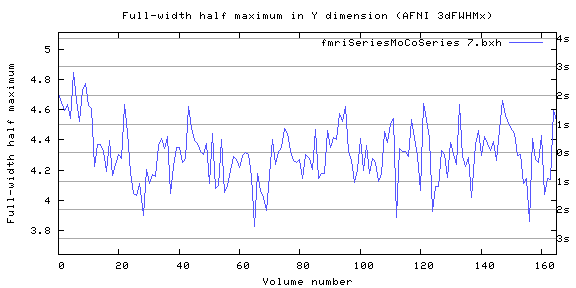 Full-width half maximum in Y dimension (AFNI 3dFWHMx)
fmriSeriesMoCoSeries 7.bxh
Full-width half maximum
5
4.8
4.6
4.4
4.2
4
3.8
4s
3s
2s
1s
0s
1s
2s
3s
0 20 40 60 80 100 120 140 160
Volume number